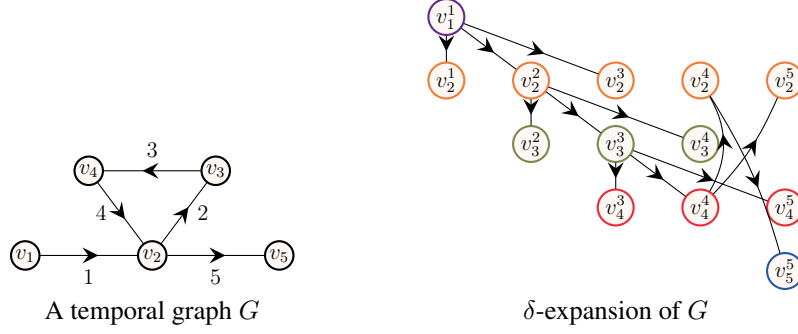 $v_1^1$
$v_2^1$ $v_2^2$ $v_2^3$ $v_2^4$ $v_2^5$
$v_3^2$ $v_3^3$ $v_3^4$
3
$v_4$ $v_3$
$v_4^3$ $v_4^4$ $v_4^5$
4 2
$v_1$ $v_2$ $v_5$
1 5
$v_5^5$
A temporal graph $G$
$\delta$-expansion of $G$